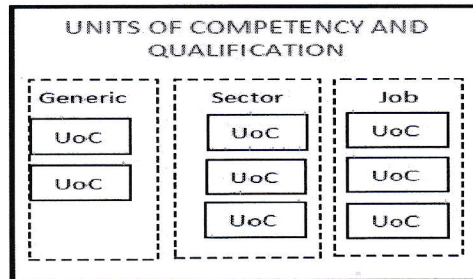 UNITS OF COMPETENCY AND
QUALIFICATION
Generic
UoC
UoC
Sector
UoC
UoC
UoC
Job
UoC
UoC
UoC